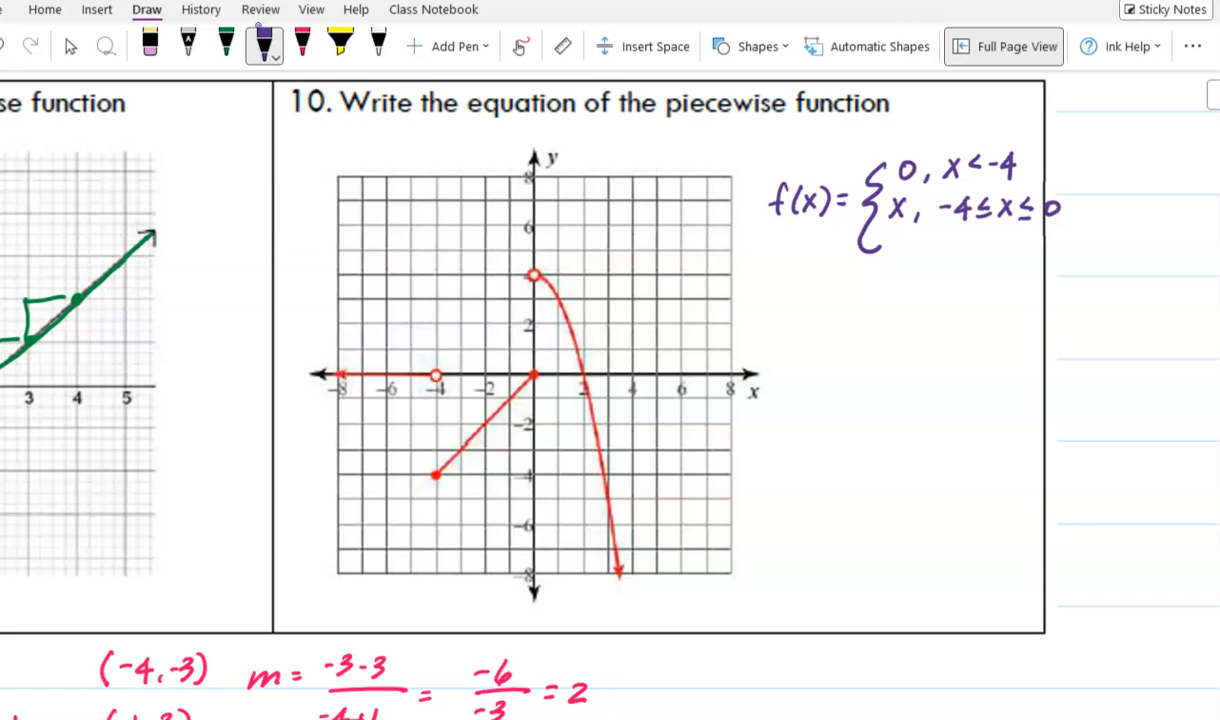 Home Insert Draw History Review View Help Class Notebook
Sticky Notes
Add Pen Insert Space Shapes Automatic Shapes Full Page View Ink Help
se function
10. Write the equation of the piecewise function
y
8
6
2
-8 -6 -4 -2 2 4 6 8 x
-2
-4
-6
-8
3 4 5
f(x) = { 0, x < -4
x, -4 ≤ x ≤ 0
(-4,-3) m = -3-3 = -6 = 2
-3